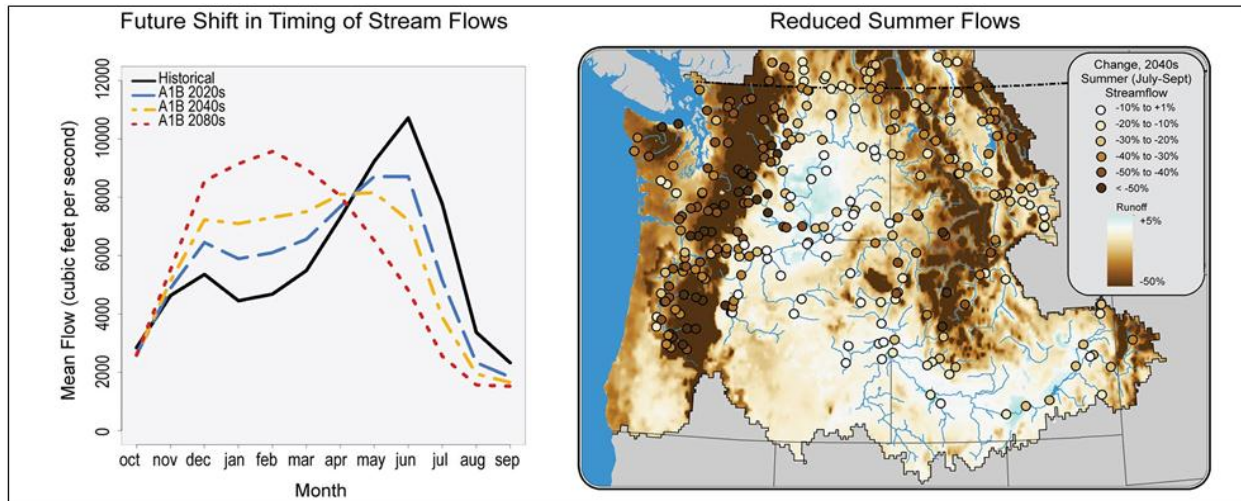 Future Shift in Timing of Stream Flows
Mean Flow (cubic feet per second)
12000
10000
8000
6000
4000
2000
0
Historical
A1B 2020s
A1B 2040s
A1B 2080s
oct nov dec jan feb mar apr may jun jul aug sep
Month
Reduced Summer Flows
Change, 2040s
Summer (July-Sept)
Streamflow
-10% to +1%
-20% to -10%
-30% to -20%
-40% to -30%
-50% to -40%
< -50%
Runoff
+5%
-50%